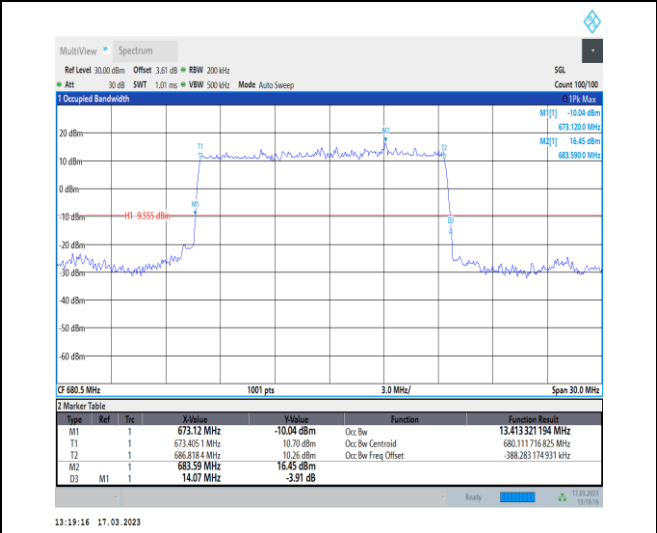 MultiView Spectrum
Ref Level 30.00 dBm Offset 3.61 dB RBW 200 kHz SGL
Att 30 dB SWT 1.01 ms VBW 500 kHz Mode Auto Sweep Count 100/100
1 Occupied Bandwidth 1Pk Max
M1[1] -10.04 dBm
673.1200 MHz
M2[1] 16.45 dBm
683.5900 MHz
20 dBm
M2
T1
T2
10 dBm
0 dBm
M1
-10 dBm
H1 -9.555 dBm
D3
-20 dBm
-30 dBm
-40 dBm
-50 dBm
-60 dBm
CF 680.5 MHz 1001 pts 3.0 MHz/ Span 30.0 MHz
2 Marker Table
Type Ref Trc X-Value Y-Value Function Function Result
M1 1 673.12 MHz -10.04 dBm Occ Bw 13.413 321 194 MHz
T1 1 673.405 1 MHz 10.70 dBm Occ Bw Centroid 680.111 716 825 MHz
T2 1 686.818 4 MHz 10.26 dBm Occ Bw Freq Offset -388.283 174 931 kHz
M2 1 683.59 MHz 16.45 dBm
D3 M1 1 14.07 MHz -3.91 dB
Ready 17.03.2023
13:19:16
13:19:16 17.03.2023